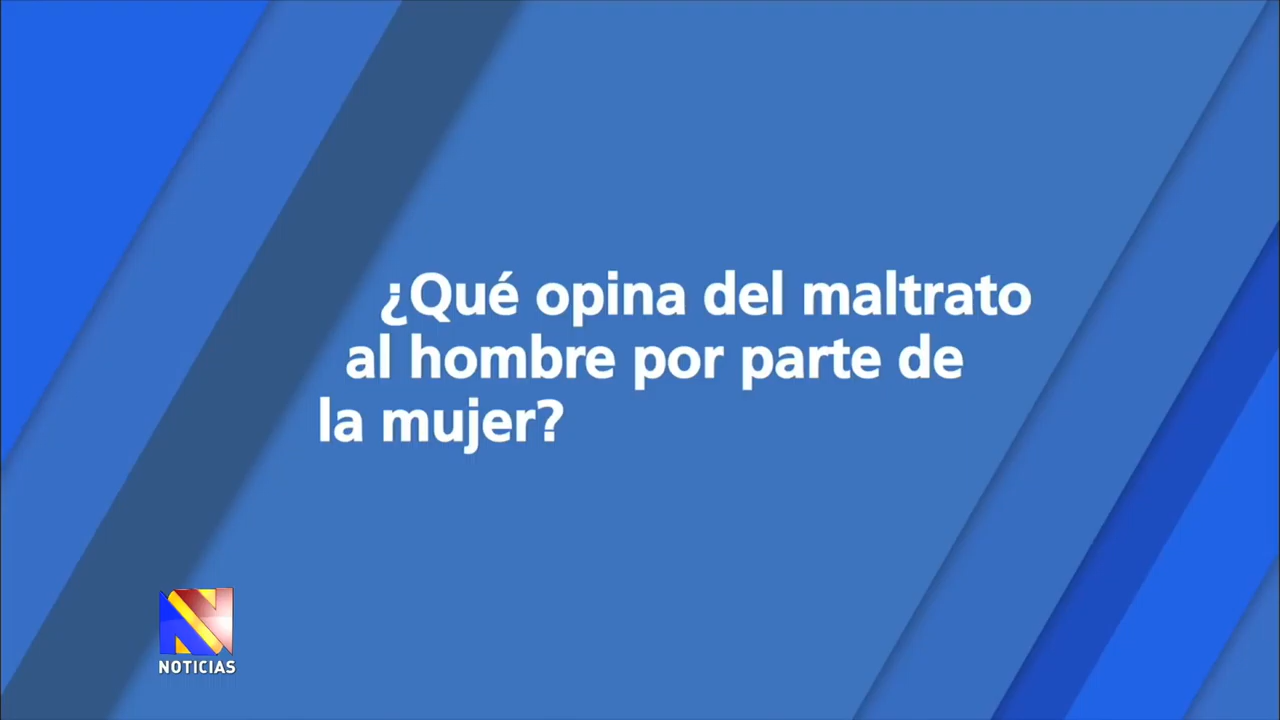 ¿Qué opina del maltrato
al hombre por parte de
la mujer?
NOTICIAS